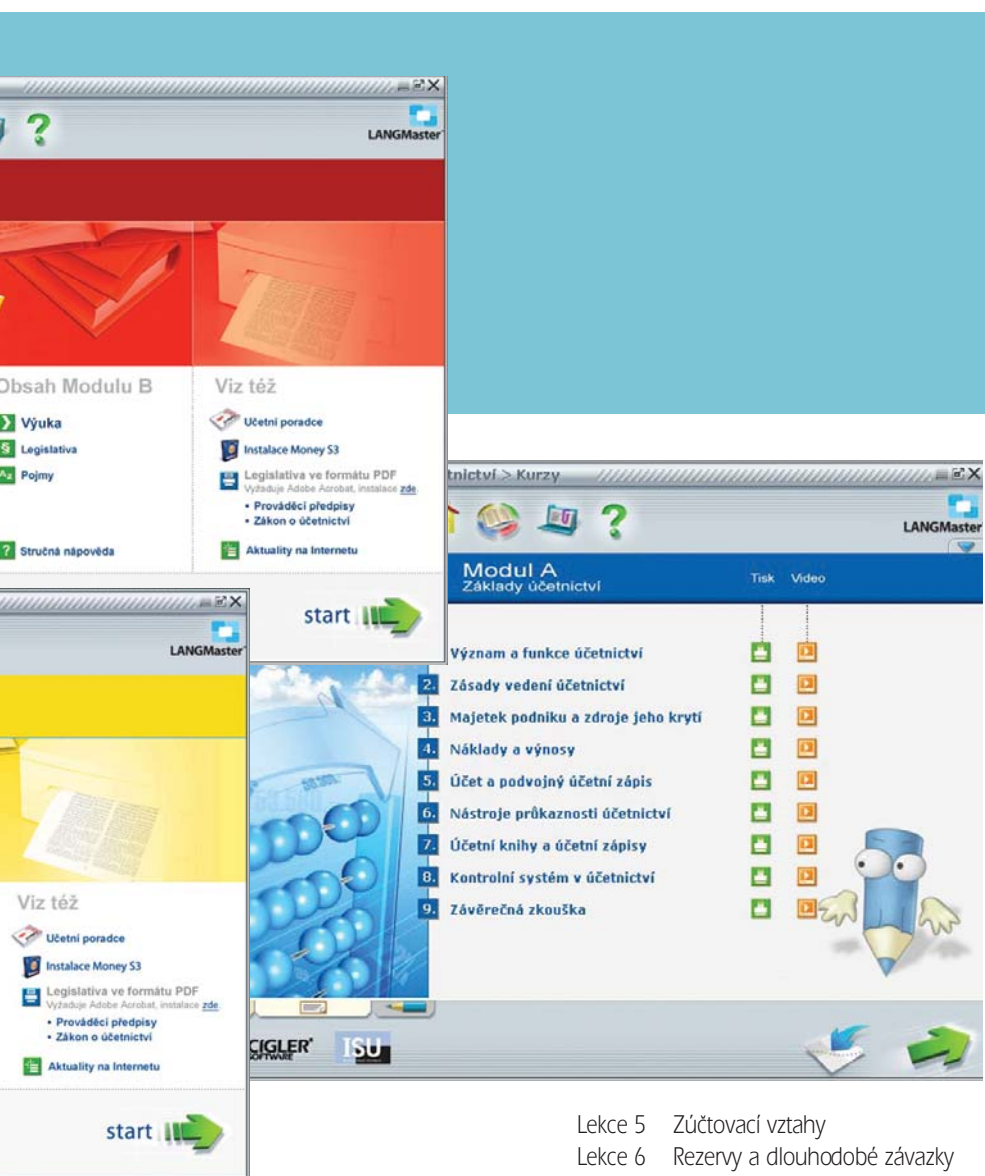 LANGMaster
Obsah Modulu B
Výuka
Legislativa
Pojmy
Stručná nápověda
Viz též
Učetní poradce
Instalace Money S3
Legislativa ve formátu PDF
Vyžaduje Adobe Acrobat, instalace zde.
• Prováděcí předpisy
• Zákon o účetnictví
Aktuality na Internetu
start
LANGMaster
Viz též
Učetní poradce
Instalace Money S3
Legislativa ve formátu PDF
Vyžaduje Adobe Acrobat, instalace zde.
• Prováděcí předpisy
• Zákon o účetnictví
Aktuality na Internetu
start
tnictví > Kurzy
LANGMaster
Modul A
Základy účetnictví
Tisk Video
Význam a funkce účetnictví
2. Zásady vedení účetnictví
3. Majetek podniku a zdroje jeho krytí
4. Náklady a výnosy
5. Účet a podvojný účetní zápis
6. Nástroje průkaznosti účetnictví
7. Účetní knihy a účetní zápisy
8. Kontrolní systém v účetnictví
9. Závěrečná zkouška
CIGLER SOFTWARE
ISU
Lekce 5 Zúčtovací vztahy
Lekce 6 Rezervy a dlouhodobé závazky